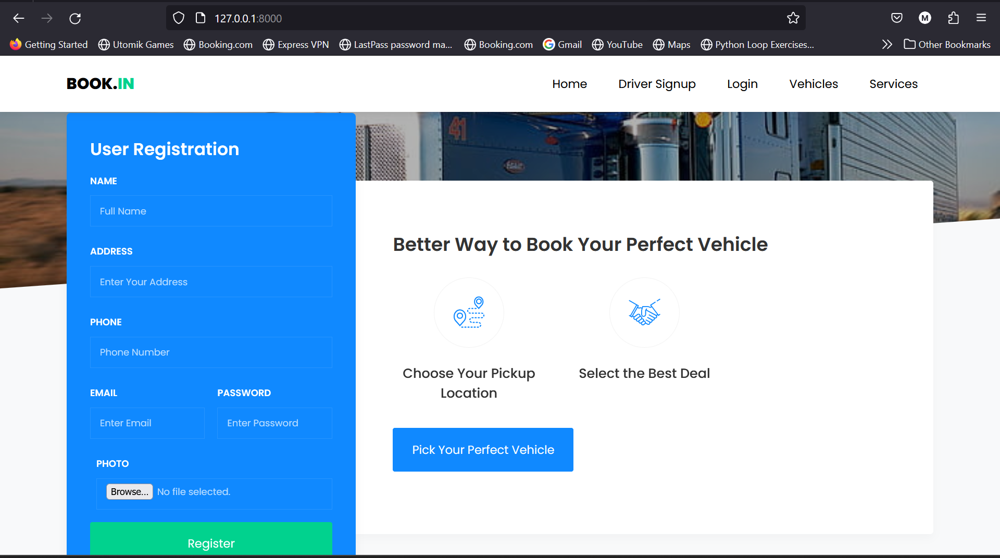 127.0.0.1:8000
M
Getting Started
Utomik Games
Booking.com
Express VPN
LastPass password ma...
Booking.com
Gmail
YouTube
Maps
Python Loop Exercises...
Other Bookmarks
BOOK.IN
Home
Driver Signup
Login
Vehicles
Services
41
User Registration
NAME
Full Name
ADDRESS
Enter Your Address
PHONE
Phone Number
EMAIL
PASSWORD
Enter Email
Enter Password
PHOTO
Browse... No file selected.
Register
Better Way to Book Your Perfect Vehicle
Choose Your Pickup
Location
Select the Best Deal
Pick Your Perfect Vehicle